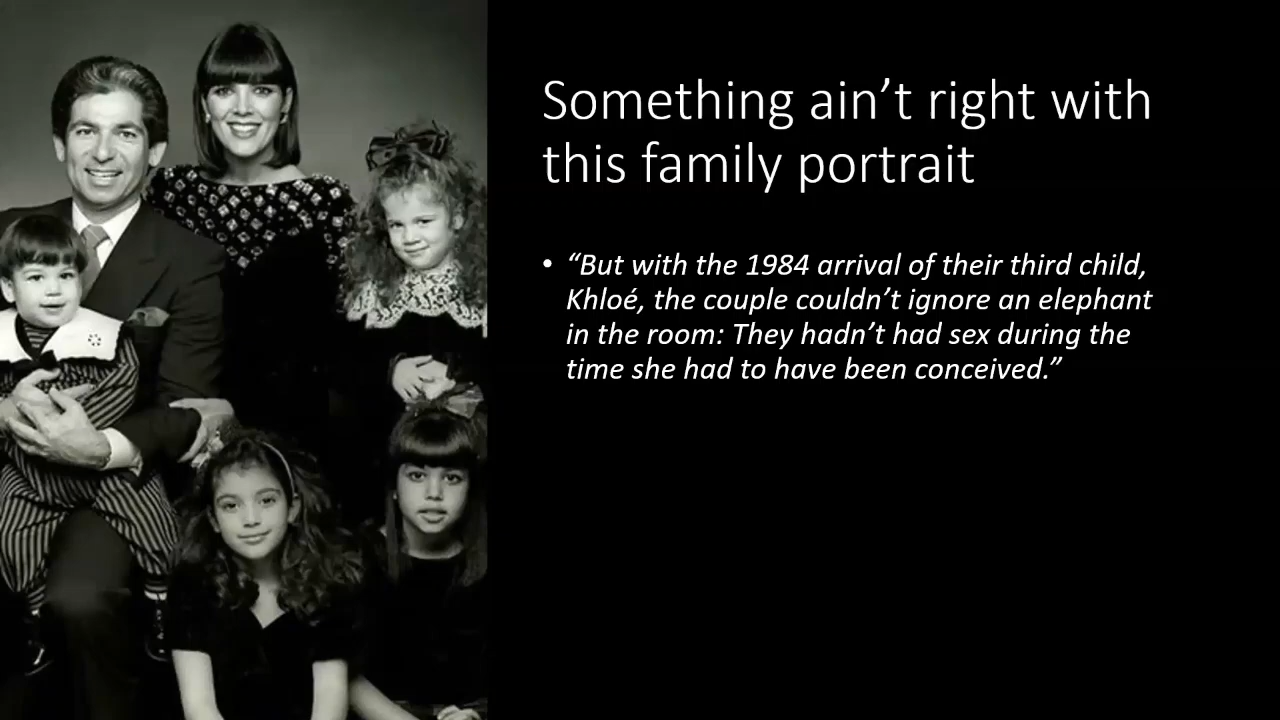 Something ain’t right with
this family portrait
• “But with the 1984 arrival of their third child,
Khloé, the couple couldn’t ignore an elephant
in the room: They hadn’t had sex during the
time she had to have been conceived.”